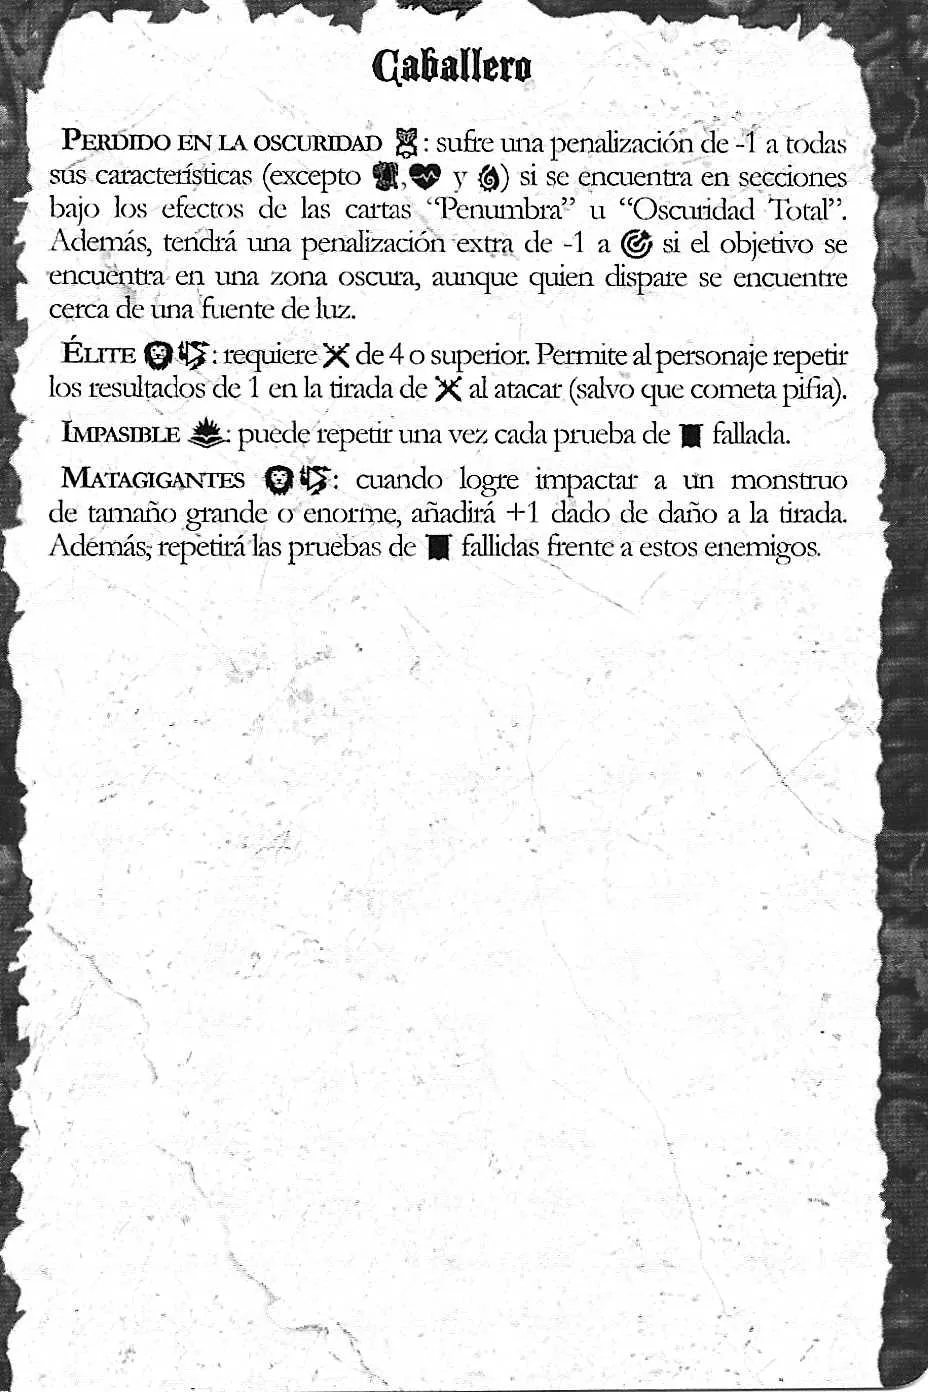 Caballero
PERDIDO EN LA OSCURIDAD : sufre una penalización de -1 a todas
sus características (excepto , y ) si se encuentra en secciones
bajo los efectos de las cartas “Penumbra” u “Oscuridad Total”.
Además, tendrá una penalización extra de -1 a si el objetivo se
encuentra en una zona oscura, aunque quien dispare se encuentre
cerca de una fuente de luz.
ÉLITE : requiere de 4 o superior. Permite al personaje repetir
los resultados de 1 en la tirada de al atacar (salvo que cometa pifia).
IMPASIBLE : puede repetir una vez cada prueba de fallada.
MATAGIGANTES : cuando logre impactar a un monstruo
de tamaño grande o enorme, añadirá +1 dado de daño a la tirada.
Además, repetirá las pruebas de fallidas frente a estos enemigos.